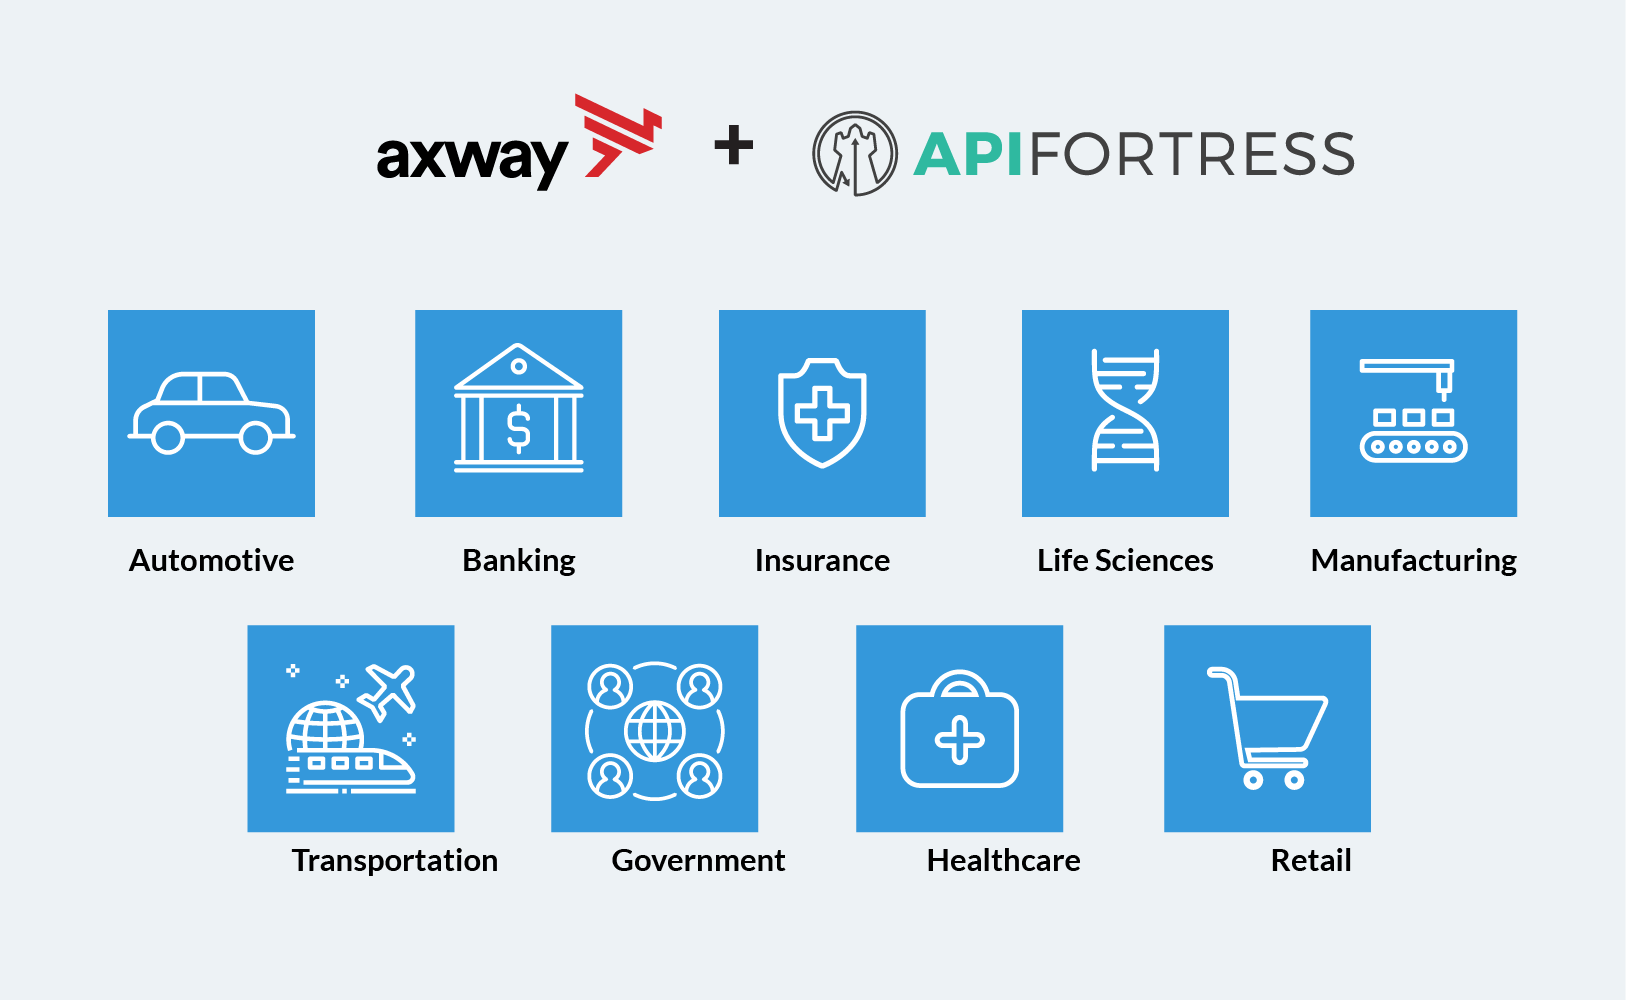 axway + APIFORTRESS
$
Automotive Banking Insurance Life Sciences Manufacturing
Transportation Government Healthcare Retail